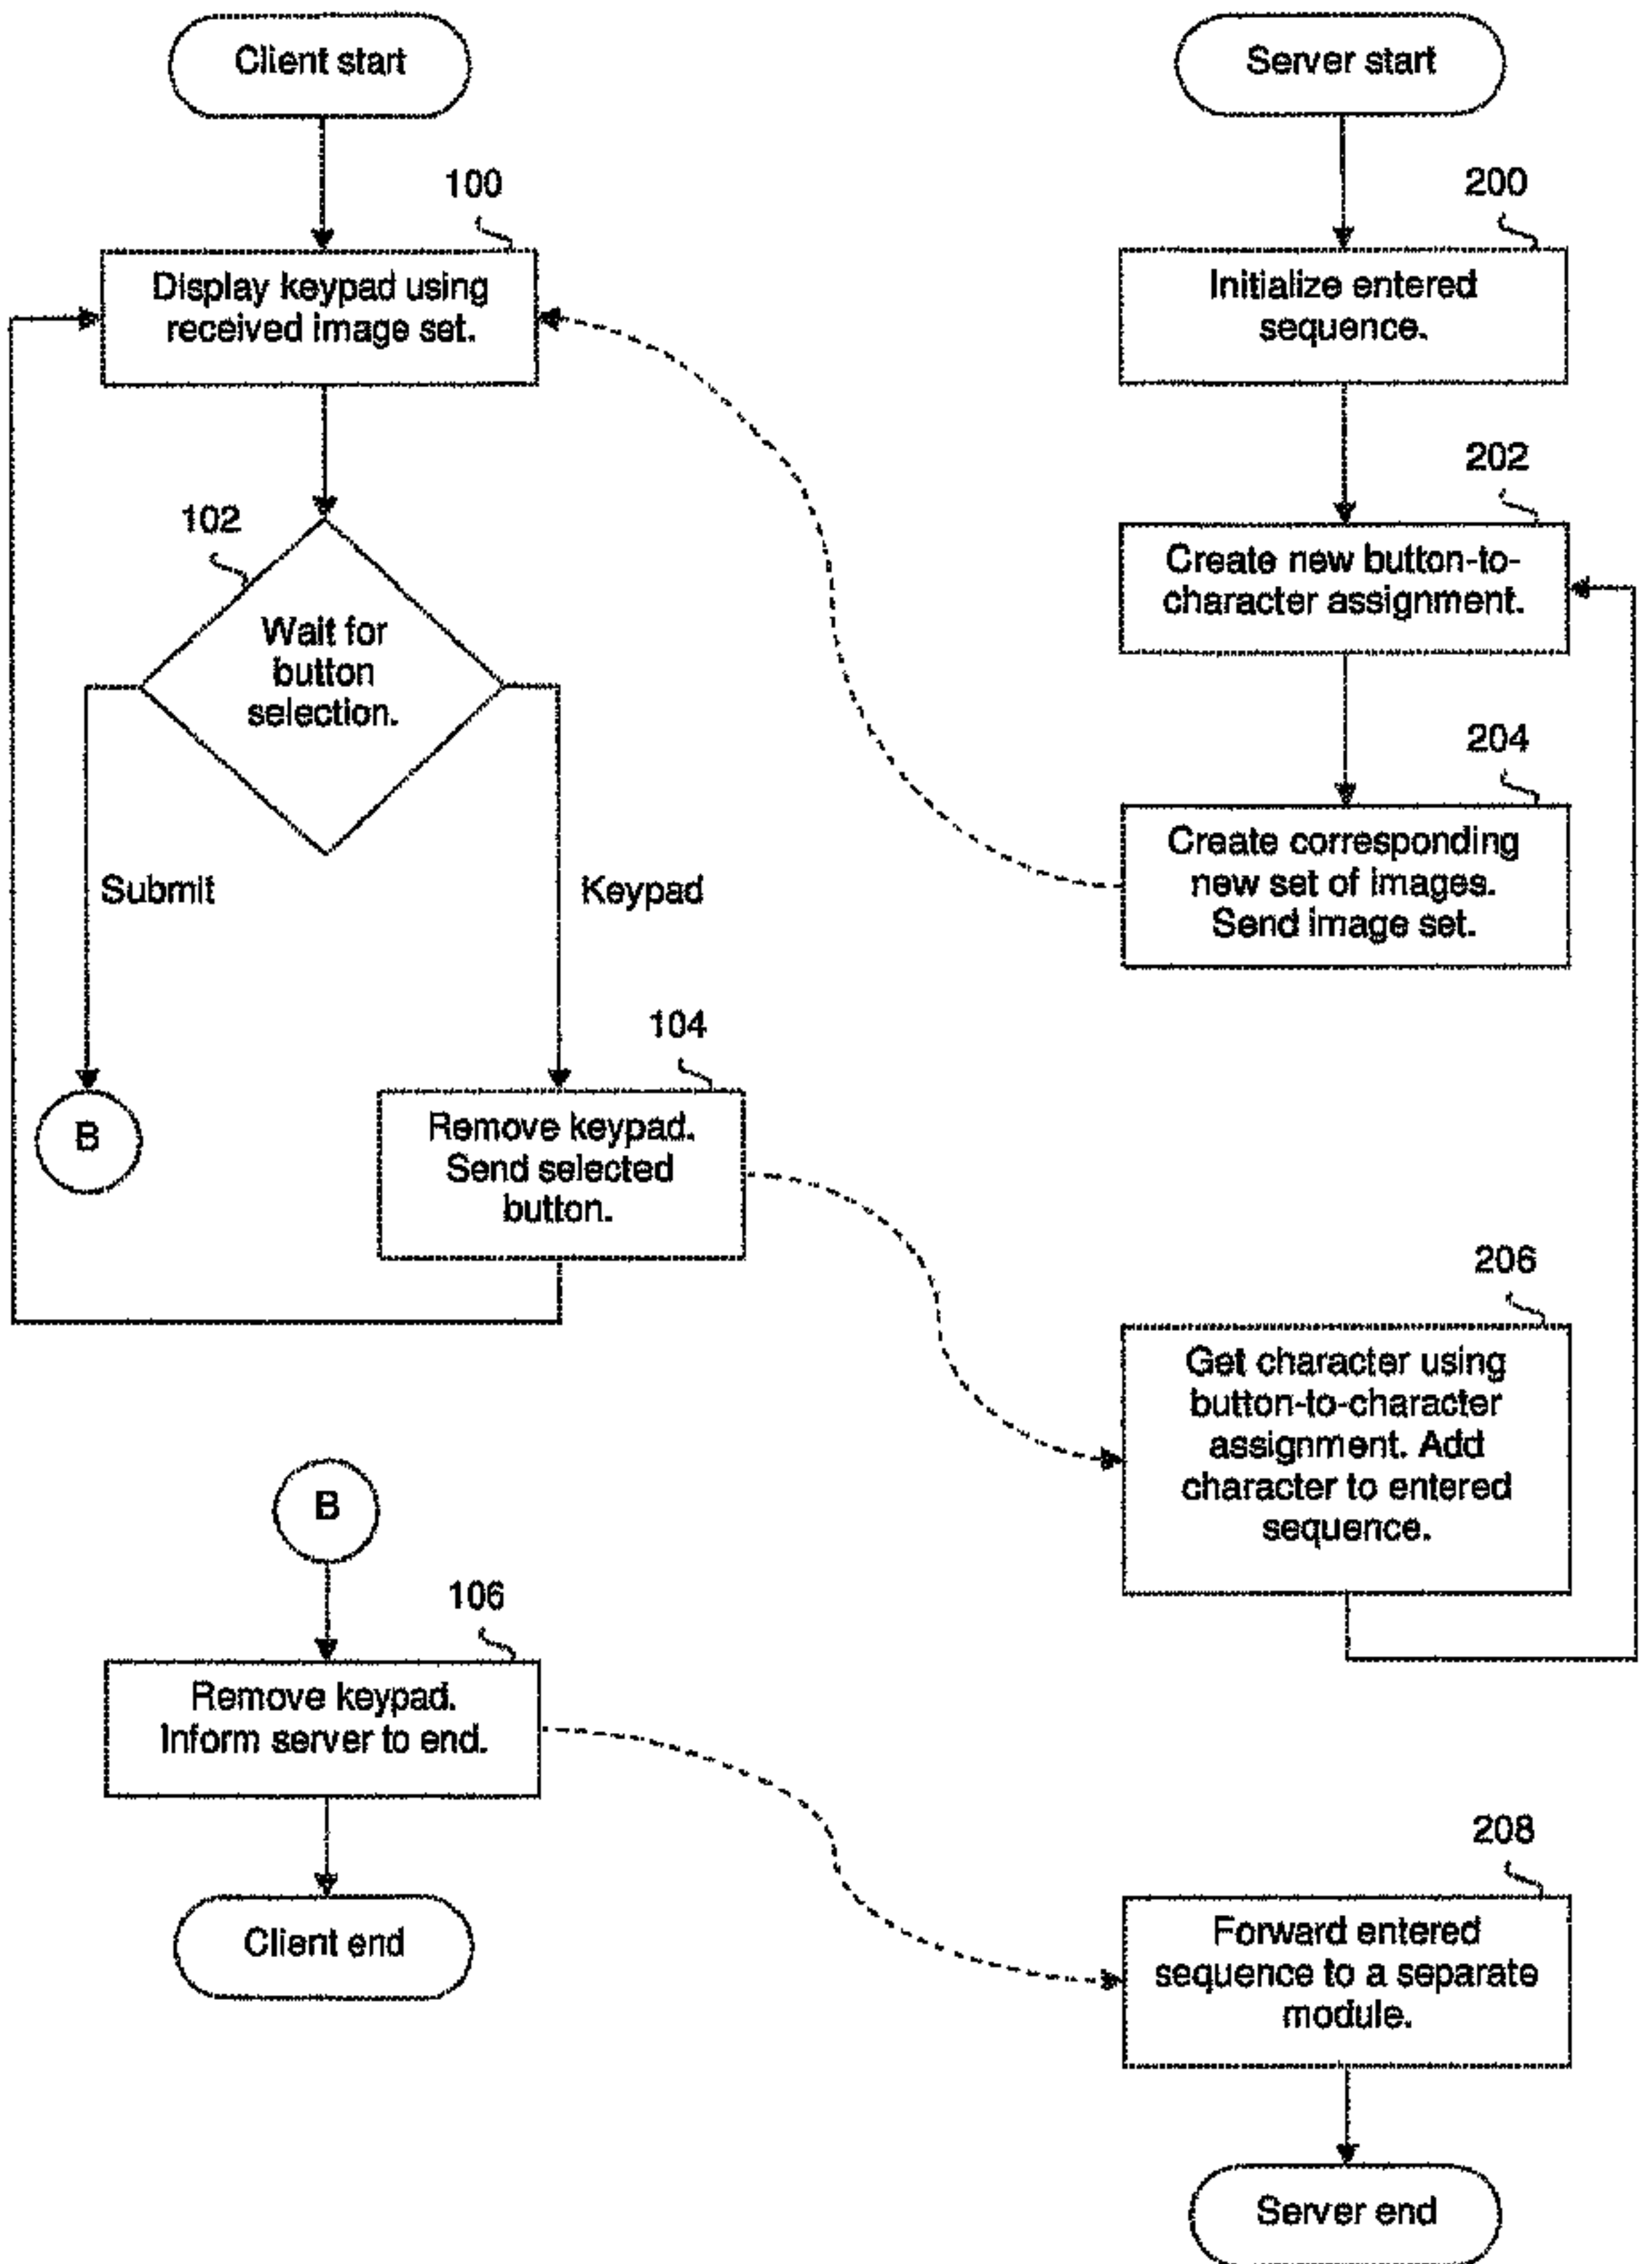 Client start
100
Display keypad using
received image set.
102
Wait for
button
selection.
Submit
Keypad
B
104
Remove keypad.
Send selected
button.
B
106
Remove keypad.
Inform server to end.
Client end
Server start
200
Initialize entered
sequence.
202
Create new button-to-
character assignment.
204
Create corresponding
new set of images.
Send image set.
206
Get character using
button-to-character
assignment. Add
character to entered
sequence.
208
Forward entered
sequence to a separate
module.
Server end